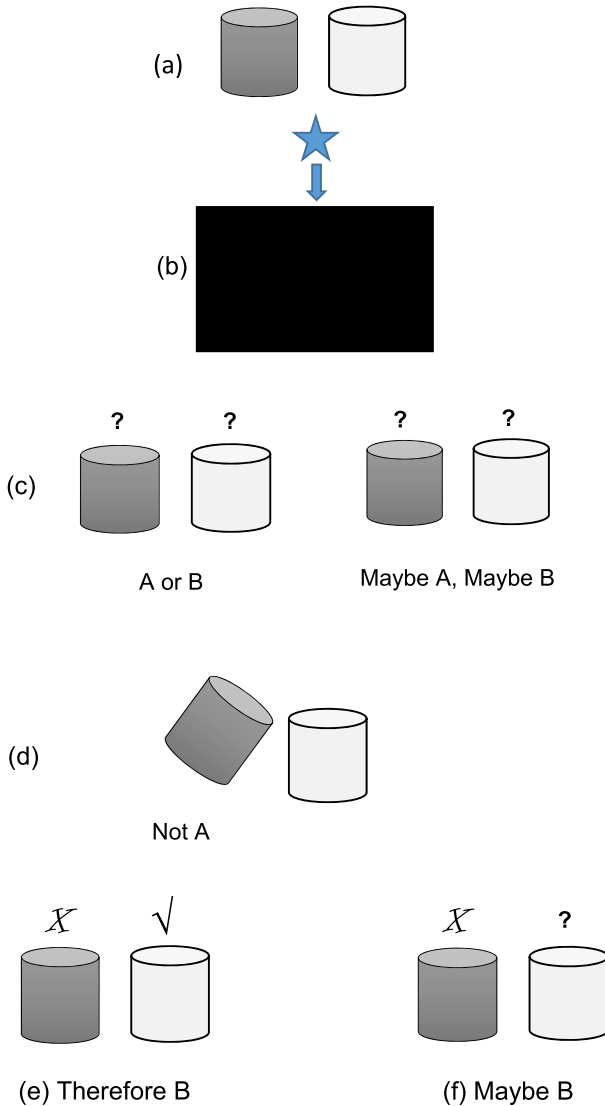 (a)
(b)
? ? ? ?
(c)
A or B Maybe A, Maybe B
(d)
Not A
X √ X ?
(e) Therefore B (f) Maybe B